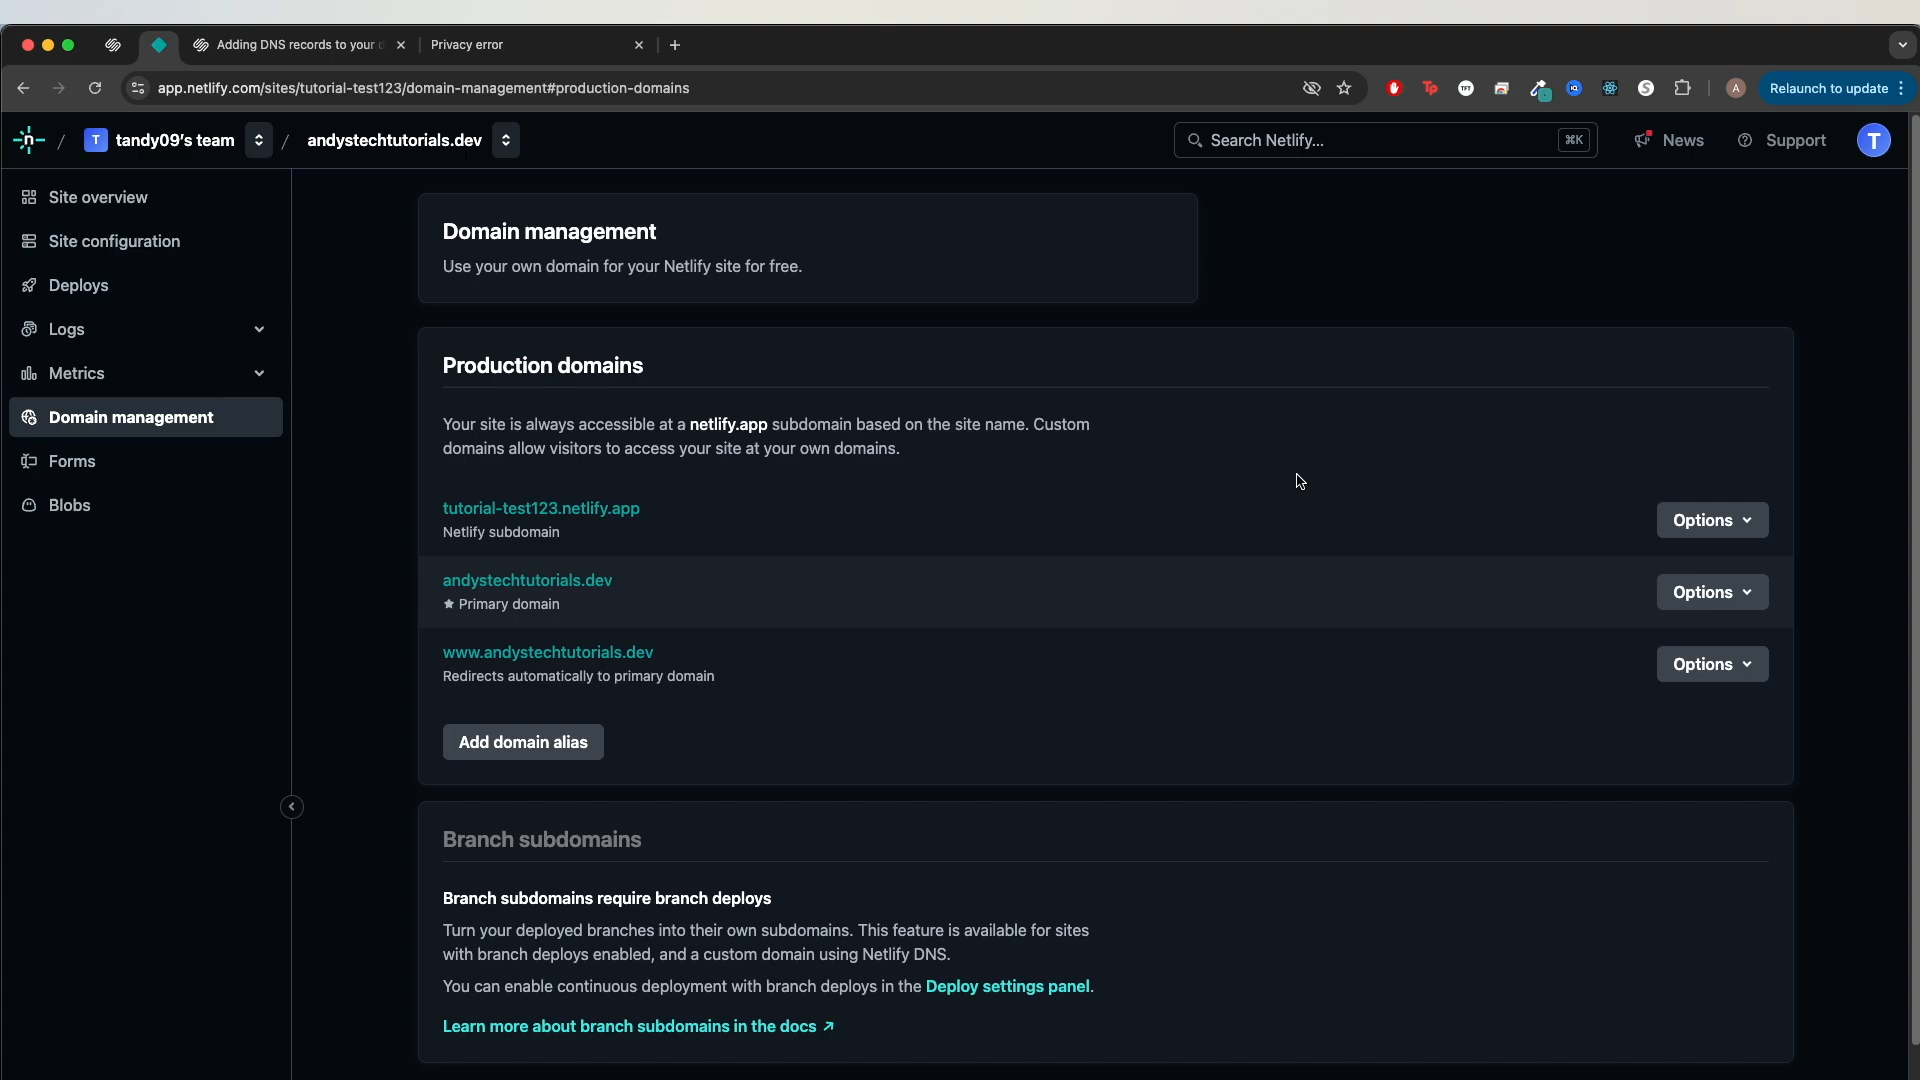 Adding DNS records to your d
Privacy error
app.netlify.com/sites/tutorial-test123/domain-management#production-domains
Tp
TFT
IQ
S
A
Relaunch to update
n
/
T
tandy09's team
/
andystechtutorials.dev
Search Netlify...
⌘K
News
Support
T
Site overview
Site configuration
Deploys
Logs
Metrics
Domain management
Forms
Blobs
Domain management
Use your own domain for your Netlify site for free.
Production domains
Your site is always accessible at a netlify.app subdomain based on the site name. Custom
domains allow visitors to access your site at your own domains.
tutorial-test123.netlify.app
Netlify subdomain
Options
andystechtutorials.dev
★ Primary domain
Options
www.andystechtutorials.dev
Redirects automatically to primary domain
Options
Add domain alias
Branch subdomains
Branch subdomains require branch deploys
Turn your deployed branches into their own subdomains. This feature is available for sites
with branch deploys enabled, and a custom domain using Netlify DNS.
You can enable continuous deployment with branch deploys in the Deploy settings panel.
Learn more about branch subdomains in the docs ↗